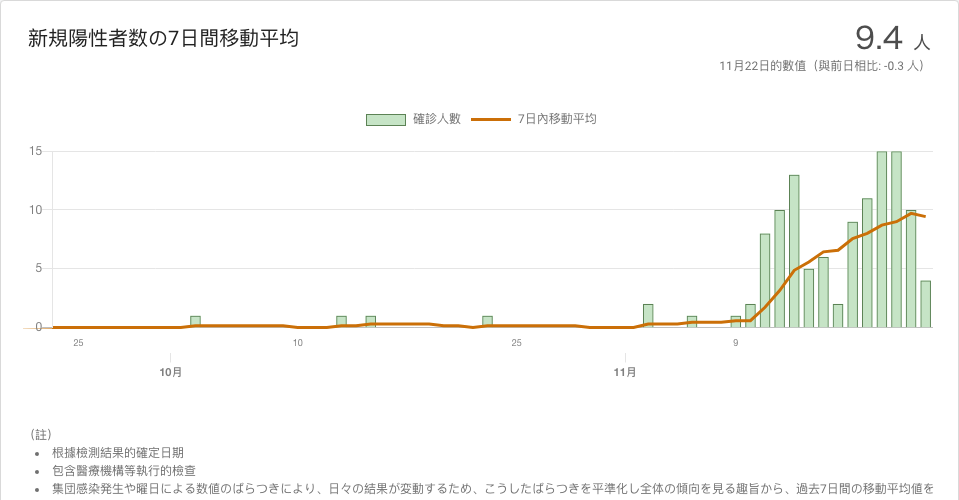 新規陽性者数の7日間移動平均
9.4 人
11月22日的數值（與前日相比: -0.3 人）
確診人數 7日內移動平均
15
10
5
0
25 10 25 9
10月 11月
（註）
• 根據檢測結果的確定日期
• 包含醫療機構等執行的檢查
• 集団感染発生や曜日による数値のばらつきにより、日々の結果が変動するため、こうしたばらつきを平準化し全体の傾向を見る趣旨から、過去7日間の移動平均値を